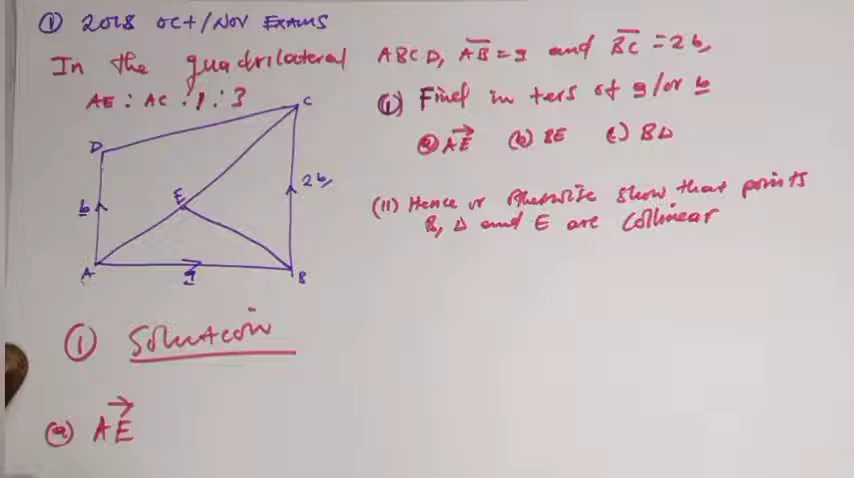 ① 2018 OCT/NOV EXAMS
In the quadrilateral ABCD, AB = a and BC = 2b,
AE : AC : 1 : 3
(i) Find in ters of a/or b
(a) AE (b) BE (c) BD
(ii) Hence or otherwise show that points
B, D and E are collinear
C
D
E
2b,
b
A
a
B
① Solution
(a) AE